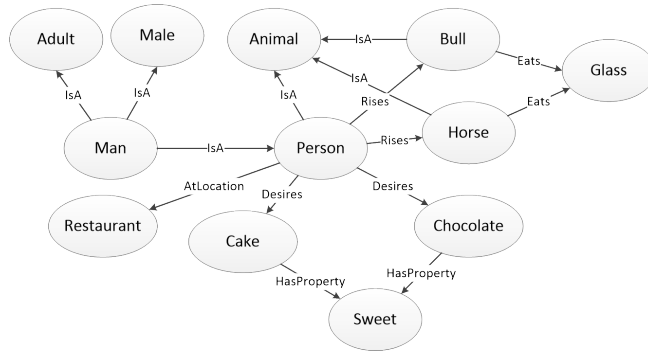 Adult
Male
Animal
IsA
Bull
Eats
Glass
IsA
IsA
IsA
IsA
Rises
Eats
Man
IsA
Person
Rises
Horse
AtLocation
Desires
Desires
Restaurant
Cake
Chocolate
HasProperty
HasProperty
Sweet